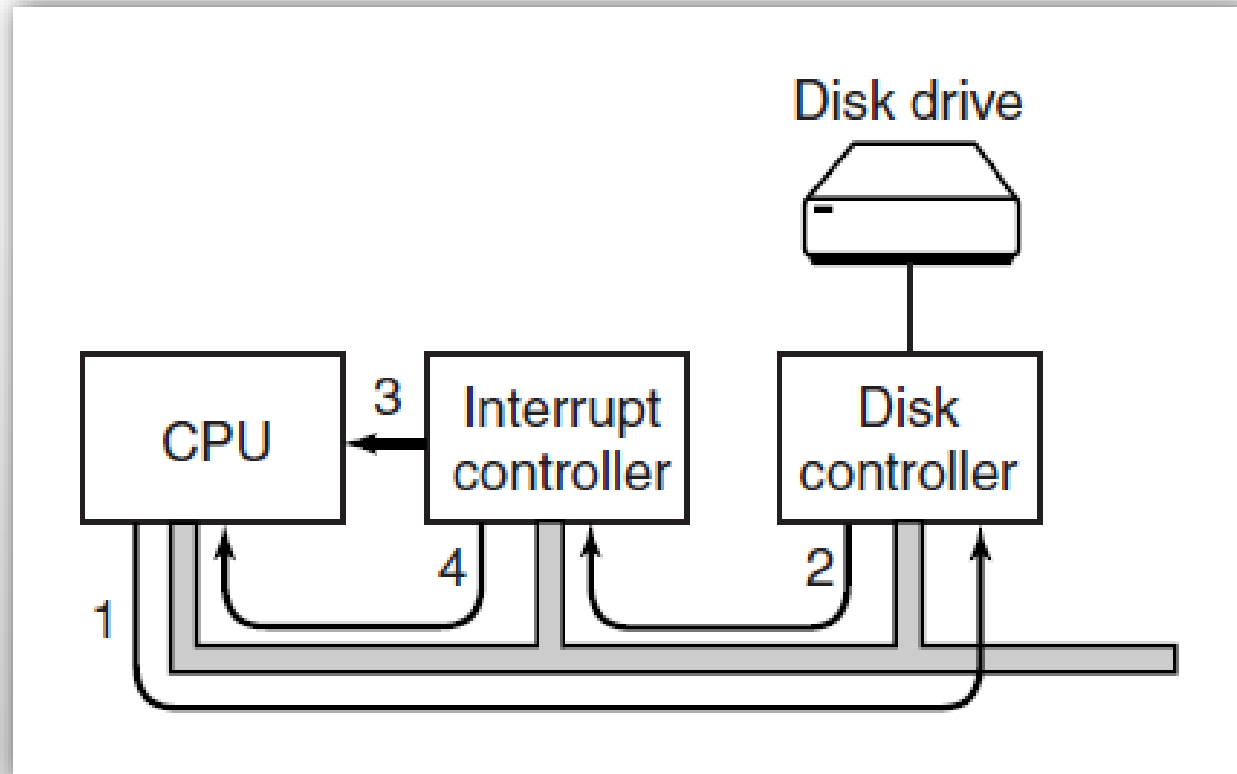 Disk drive
CPU
3
Interrupt
controller
Disk
controller
1
4
2